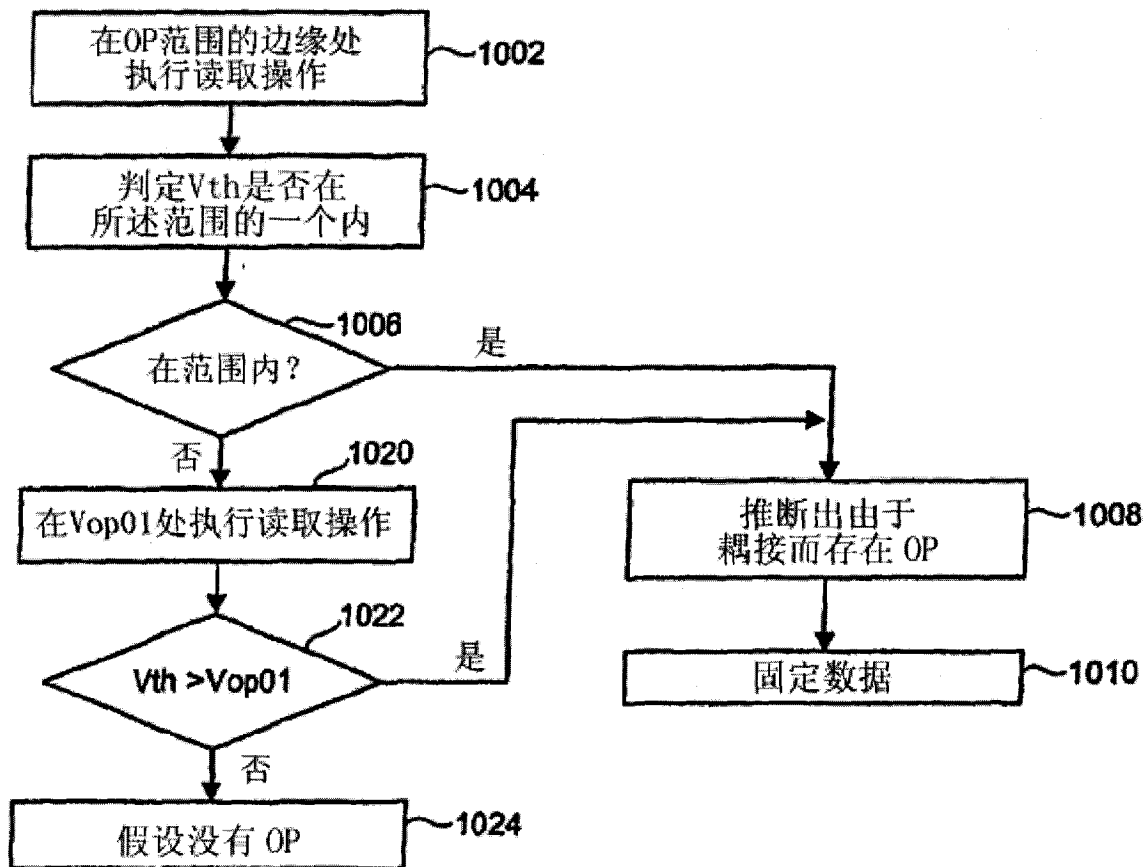 在OP范围的边缘处
执行读取操作
1002
判定Vth是否在
所述范围的一个内
1004
1006
在范围内？
是
否
1020
在Vop01处执行读取操作
推断出由于
耦接而存在 OP
1008
1022
Vth >Vop01
是
固定数据
1010
否
假设没有 OP
1024